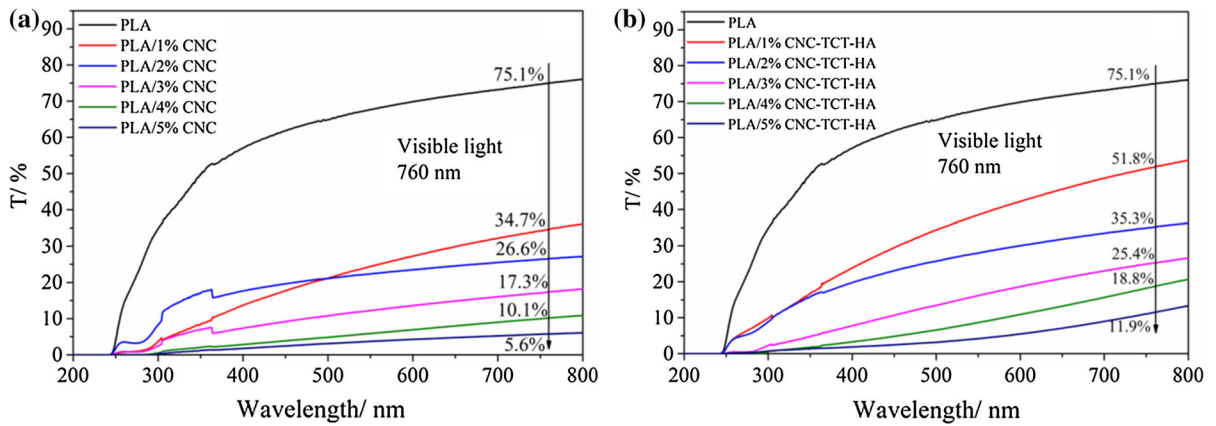 (a)
PLA
PLA/1% CNC
PLA/2% CNC
PLA/3% CNC
PLA/4% CNC
PLA/5% CNC
Visible light
760 nm
75.1%
34.7%
26.6%
17.3%
10.1%
5.6%
T/ %
90
80
70
60
50
40
30
20
10
0
200 300 400 500 600 700 800
Wavelength/ nm
(b)
PLA
PLA/1% CNC-TCT-HA
PLA/2% CNC-TCT-HA
PLA/3% CNC-TCT-HA
PLA/4% CNC-TCT-HA
PLA/5% CNC-TCT-HA
Visible light
760 nm
75.1%
51.8%
35.3%
25.4%
18.8%
11.9%
T/ %
90
80
70
60
50
40
30
20
10
0
200 300 400 500 600 700 800
Wavelength/ nm